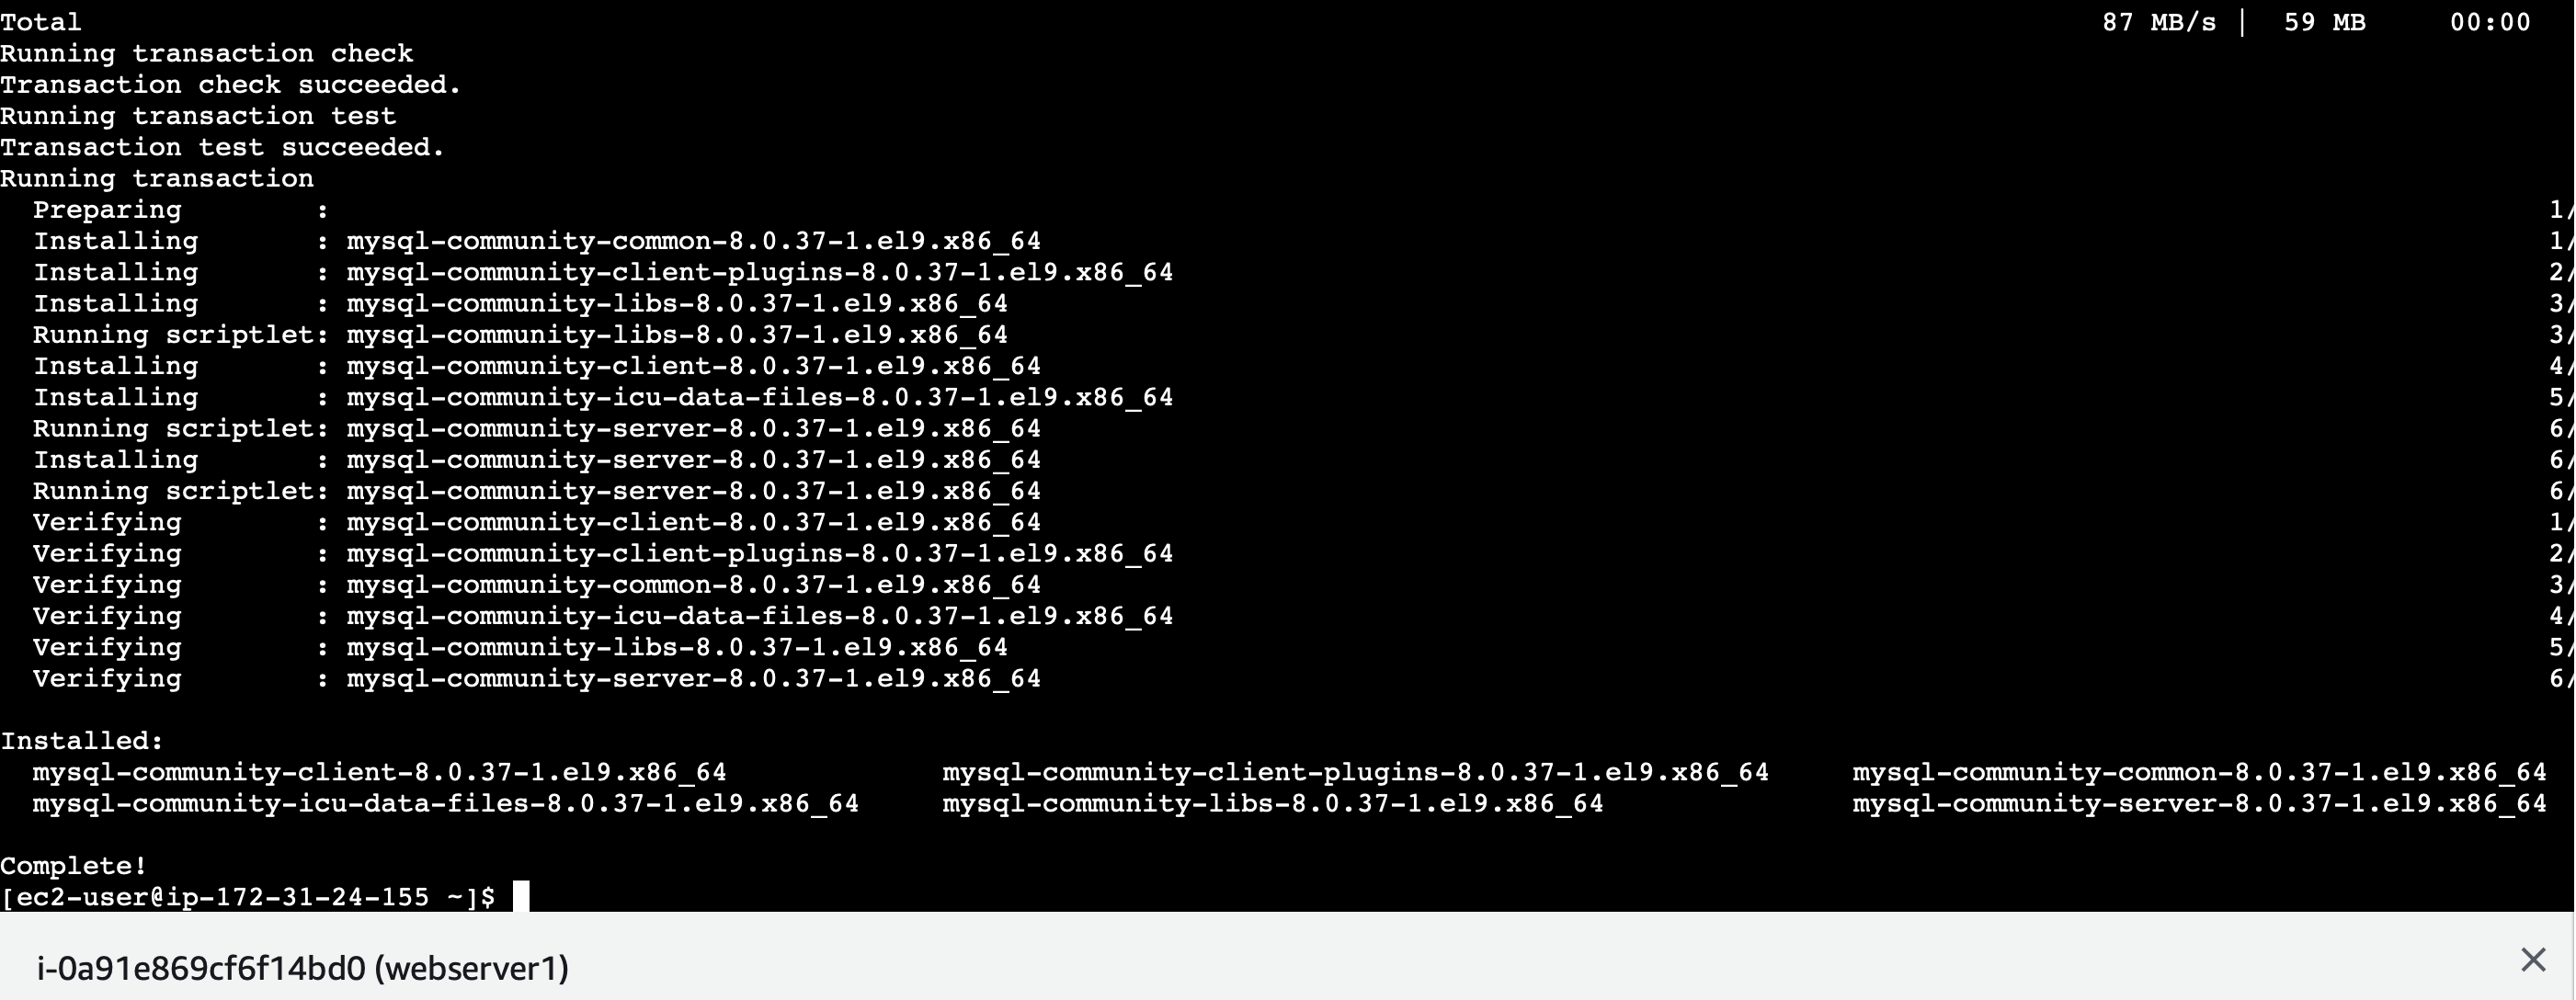 Total 87 MB/s | 59 MB 00:00
Running transaction check
Transaction check succeeded.
Running transaction test
Transaction test succeeded.
Running transaction
Preparing : 1/
Installing : mysql-community-common-8.0.37-1.el9.x86_64 1/
Installing : mysql-community-client-plugins-8.0.37-1.el9.x86_64 2/
Installing : mysql-community-libs-8.0.37-1.el9.x86_64 3/
Running scriptlet: mysql-community-libs-8.0.37-1.el9.x86_64 3/
Installing : mysql-community-client-8.0.37-1.el9.x86_64 4/
Installing : mysql-community-icu-data-files-8.0.37-1.el9.x86_64 5/
Running scriptlet: mysql-community-server-8.0.37-1.el9.x86_64 6/
Installing : mysql-community-server-8.0.37-1.el9.x86_64 6/
Running scriptlet: mysql-community-server-8.0.37-1.el9.x86_64 6/
Verifying : mysql-community-client-8.0.37-1.el9.x86_64 1/
Verifying : mysql-community-client-plugins-8.0.37-1.el9.x86_64 2/
Verifying : mysql-community-common-8.0.37-1.el9.x86_64 3/
Verifying : mysql-community-icu-data-files-8.0.37-1.el9.x86_64 4/
Verifying : mysql-community-libs-8.0.37-1.el9.x86_64 5/
Verifying : mysql-community-server-8.0.37-1.el9.x86_64 6/
Installed:
mysql-community-client-8.0.37-1.el9.x86_64 mysql-community-client-plugins-8.0.37-1.el9.x86_64 mysql-community-common-8.0.37-1.el9.x86_64
mysql-community-icu-data-files-8.0.37-1.el9.x86_64 mysql-community-libs-8.0.37-1.el9.x86_64 mysql-community-server-8.0.37-1.el9.x86_64
Complete!
[ec2-user@ip-172-31-24-155 ~]$
i-0a91e869cf6f14bd0 (webserver1)